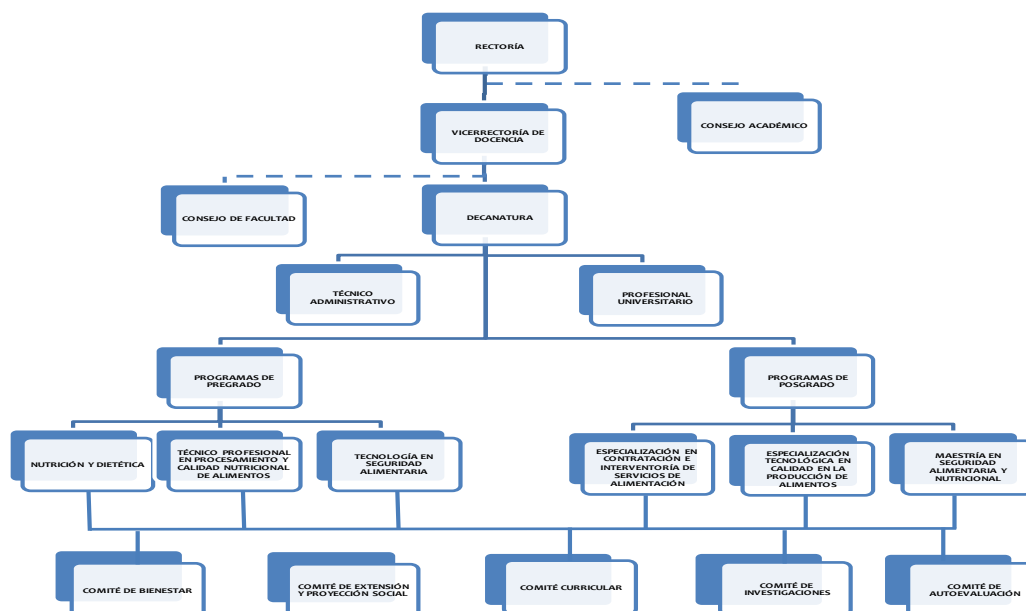 RECTORÍA
CONSEJO ACADÉMICO
VICERRECTORÍA DE
DOCENCIA
CONSEJO DE FACULTAD
DECANATURA
TÉCNICO
ADMINISTRATIVO
PROFESIONAL
UNIVERSITARIO
PROGRAMAS DE
PREGRADO
PROGRAMAS DE
POSGRADO
NUTRICIÓN Y DIETÉTICA
TÉCNICO PROFESIONAL
EN PROCESAMIENTO Y
CALIDAD NUTRICIONAL
DE ALIMENTOS
TECNOLOGÍA EN
SEGURIDAD
ALIMENTARIA
ESPECIALIZACIÓN EN
CONTRATACIÓN E
INTERVENTORÍA DE
SERVICIOS DE
ALIMENTACIÓN
ESPECIALIZACIÓN
TECNOLÓGICA EN
CALIDAD EN LA
PRODUCCIÓN DE
ALIMENTOS
MAESTRÍA EN
SEGURIDAD
ALIMENTARIA Y
NUTRICIONAL
COMITÉ DE BIENESTAR
COMITÉ DE EXTENSIÓN
Y PROYECCIÓN SOCIAL
COMITÉ CURRICULAR
COMITÉ DE
INVESTIGACIONES
COMITÉ DE
AUTOEVALUACIÓN